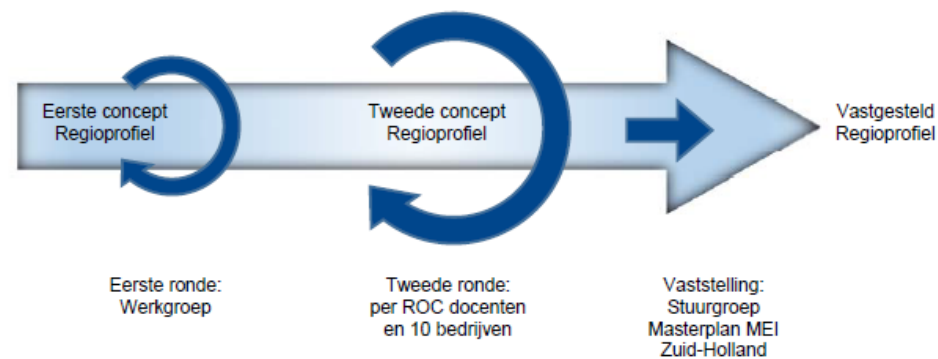 Eerste concept
Regioprofiel
Tweede concept
Regioprofiel
Vastgesteld
Regioprofiel
Eerste ronde:
Werkgroep
Tweede ronde:
per ROC docenten
en 10 bedrijven
Vaststelling:
Stuurgroep
Masterplan MEI
Zuid-Holland